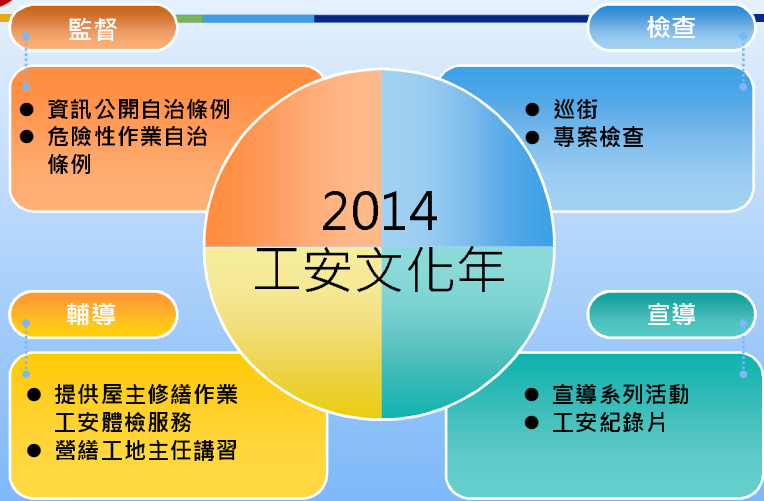 監督
資訊公開自治條例
危險性作業自治
條例
檢查
巡街
專案檢查
2014
工安文化年
輔導
提供屋主修繕作業
工安體檢服務
營繕工地主任講習
宣導
宣導系列活動
工安紀錄片